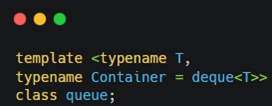 template <typename T,
typename Container = deque<T>>
class queue;